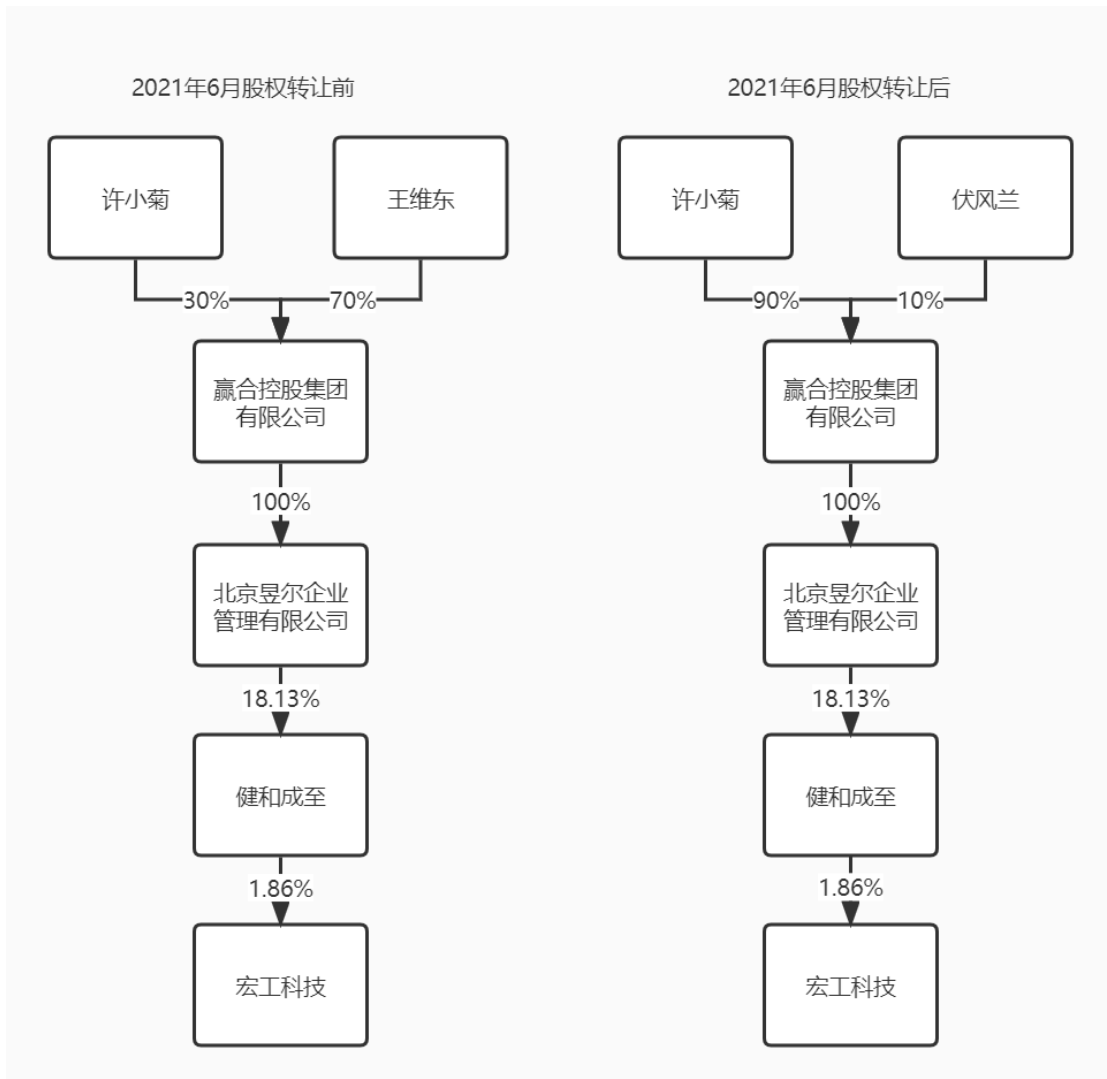 2021年6月股权转让前
许小菊
王维东
30%
70%
赢合控股集团
有限公司
100%
北京昱尔企业
管理有限公司
18.13%
健和成至
1.86%
宏工科技
2021年6月股权转让后
许小菊
伏风兰
90%
10%
赢合控股集团
有限公司
100%
北京昱尔企业
管理有限公司
18.13%
健和成至
1.86%
宏工科技